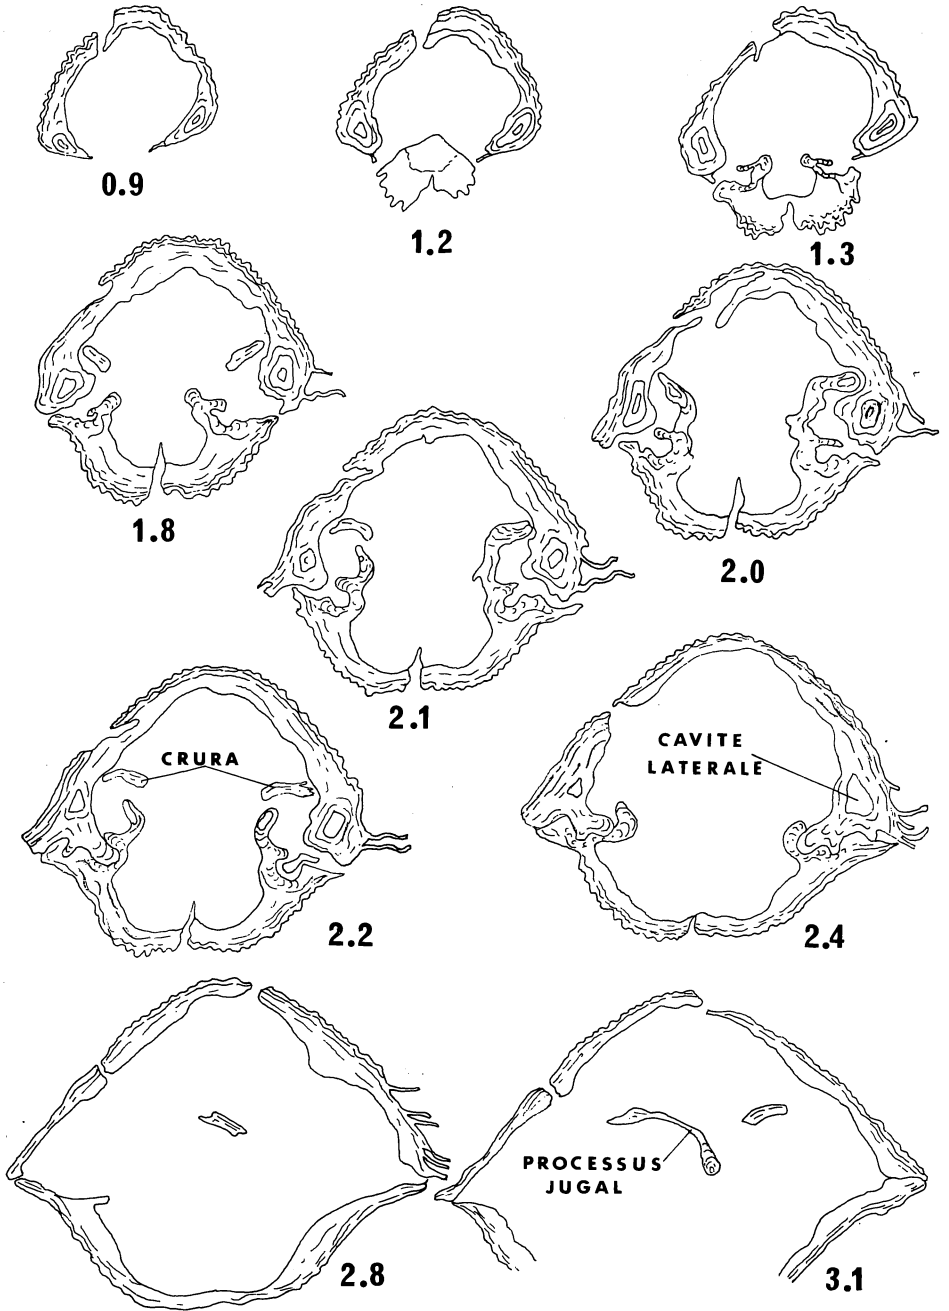 0.9
1.2
1.3
1.8
2.0
2.1
CRURA
CAVITE
LATERALE
2.2
2.4
PROCESSUS
JUGAL
2.8
3.1